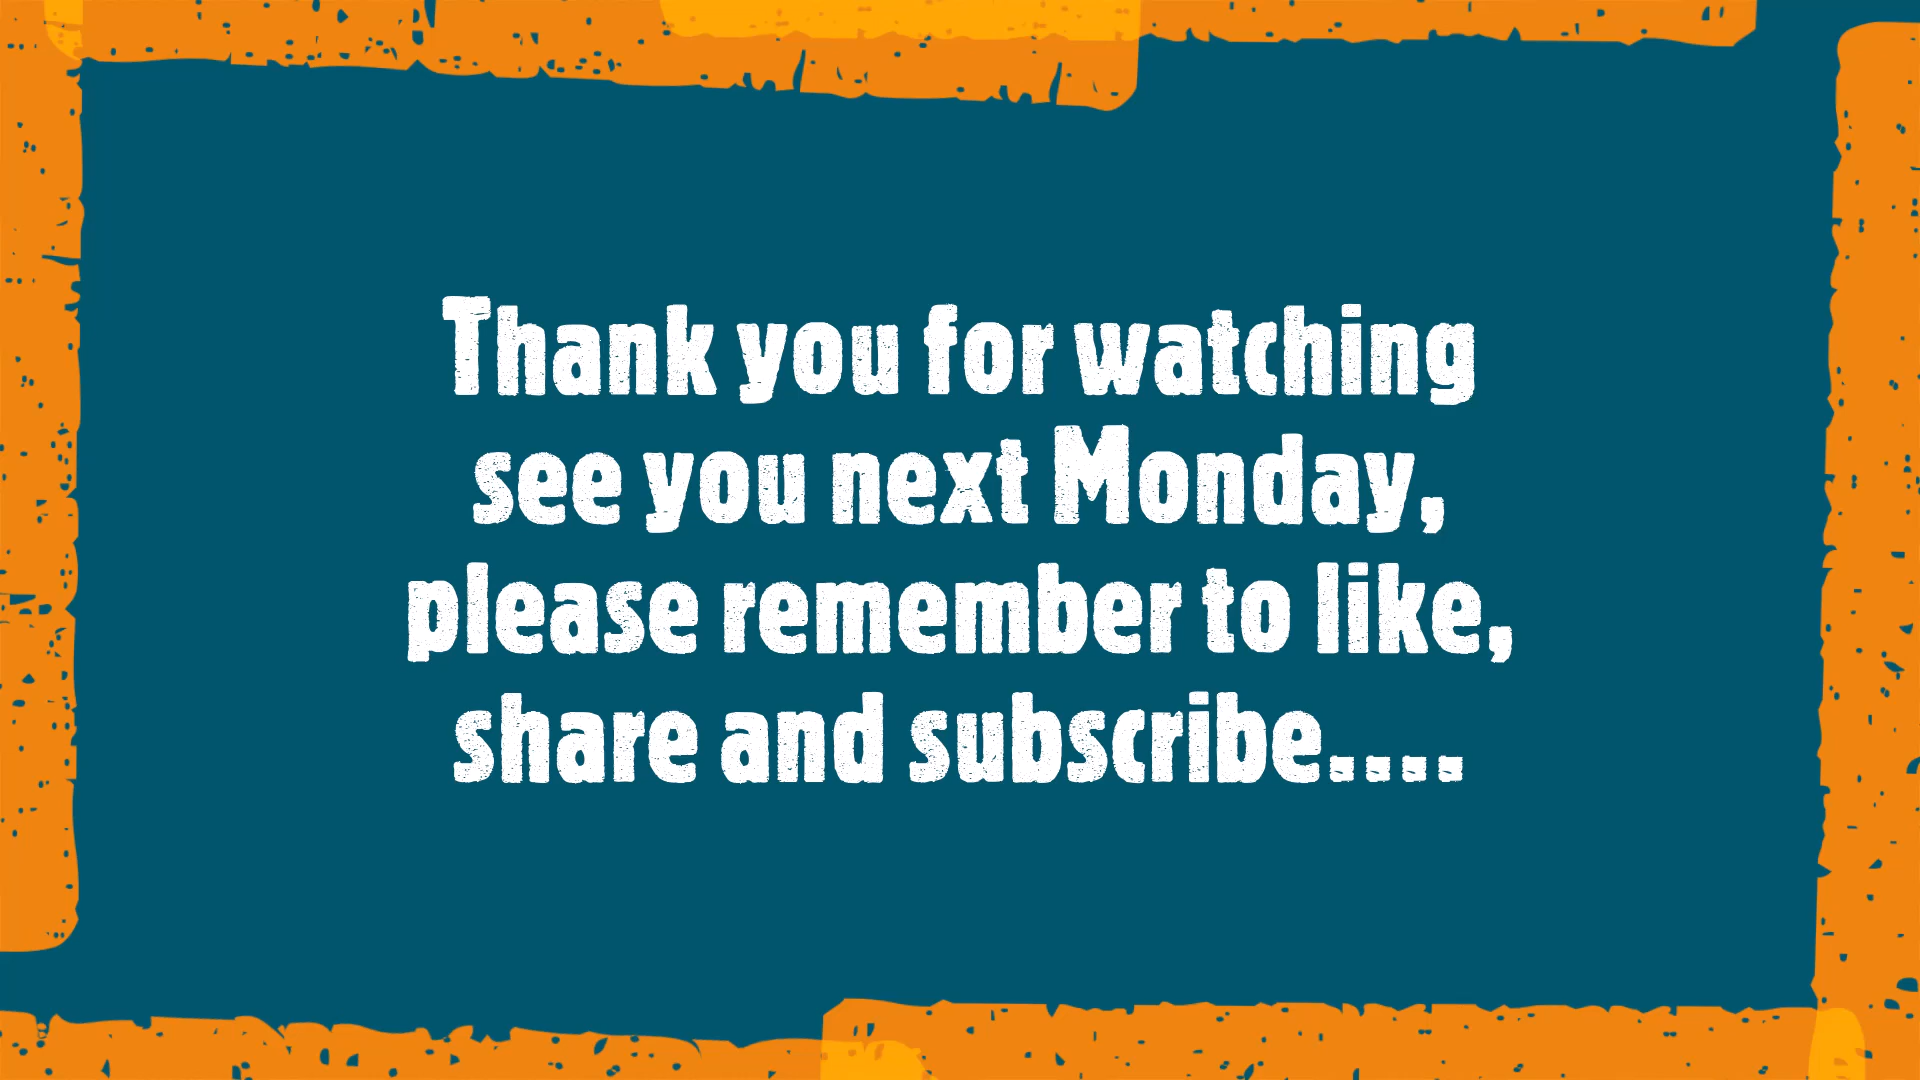 Thank you for watching
see you next Monday,
please remember to like,
share and subscribe....